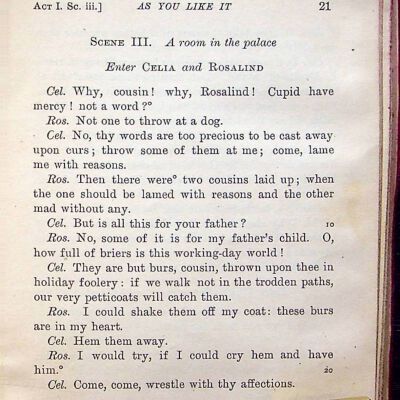 ACT I. Sc. iii.] AS YOU LIKE IT 21
SCENE III. A room in the palace
Enter CELIA and ROSALIND
Cel. Why, cousin! why, Rosalind! Cupid have
mercy! not a word?°
Ros. Not one to throw at a dog.
Cel. No, thy words are too precious to be cast away
upon curs; throw some of them at me; come, lame
me with reasons.
Ros. Then there were° two cousins laid up; when
the one should be lamed with reasons and the other
mad without any.
Cel. But is all this for your father? 10
Ros. No, some of it is for my father's child. O,
how full of briers is this working-day world!
Cel. They are but burs, cousin, thrown upon thee in
holiday foolery: if we walk not in the trodden paths,
our very petticoats will catch them.
Ros. I could shake them off my coat: these burs
are in my heart.
Cel. Hem them away.
Ros. I would try, if I could cry hem and have
him.° 20
Cel. Come, come, wrestle with thy affections.